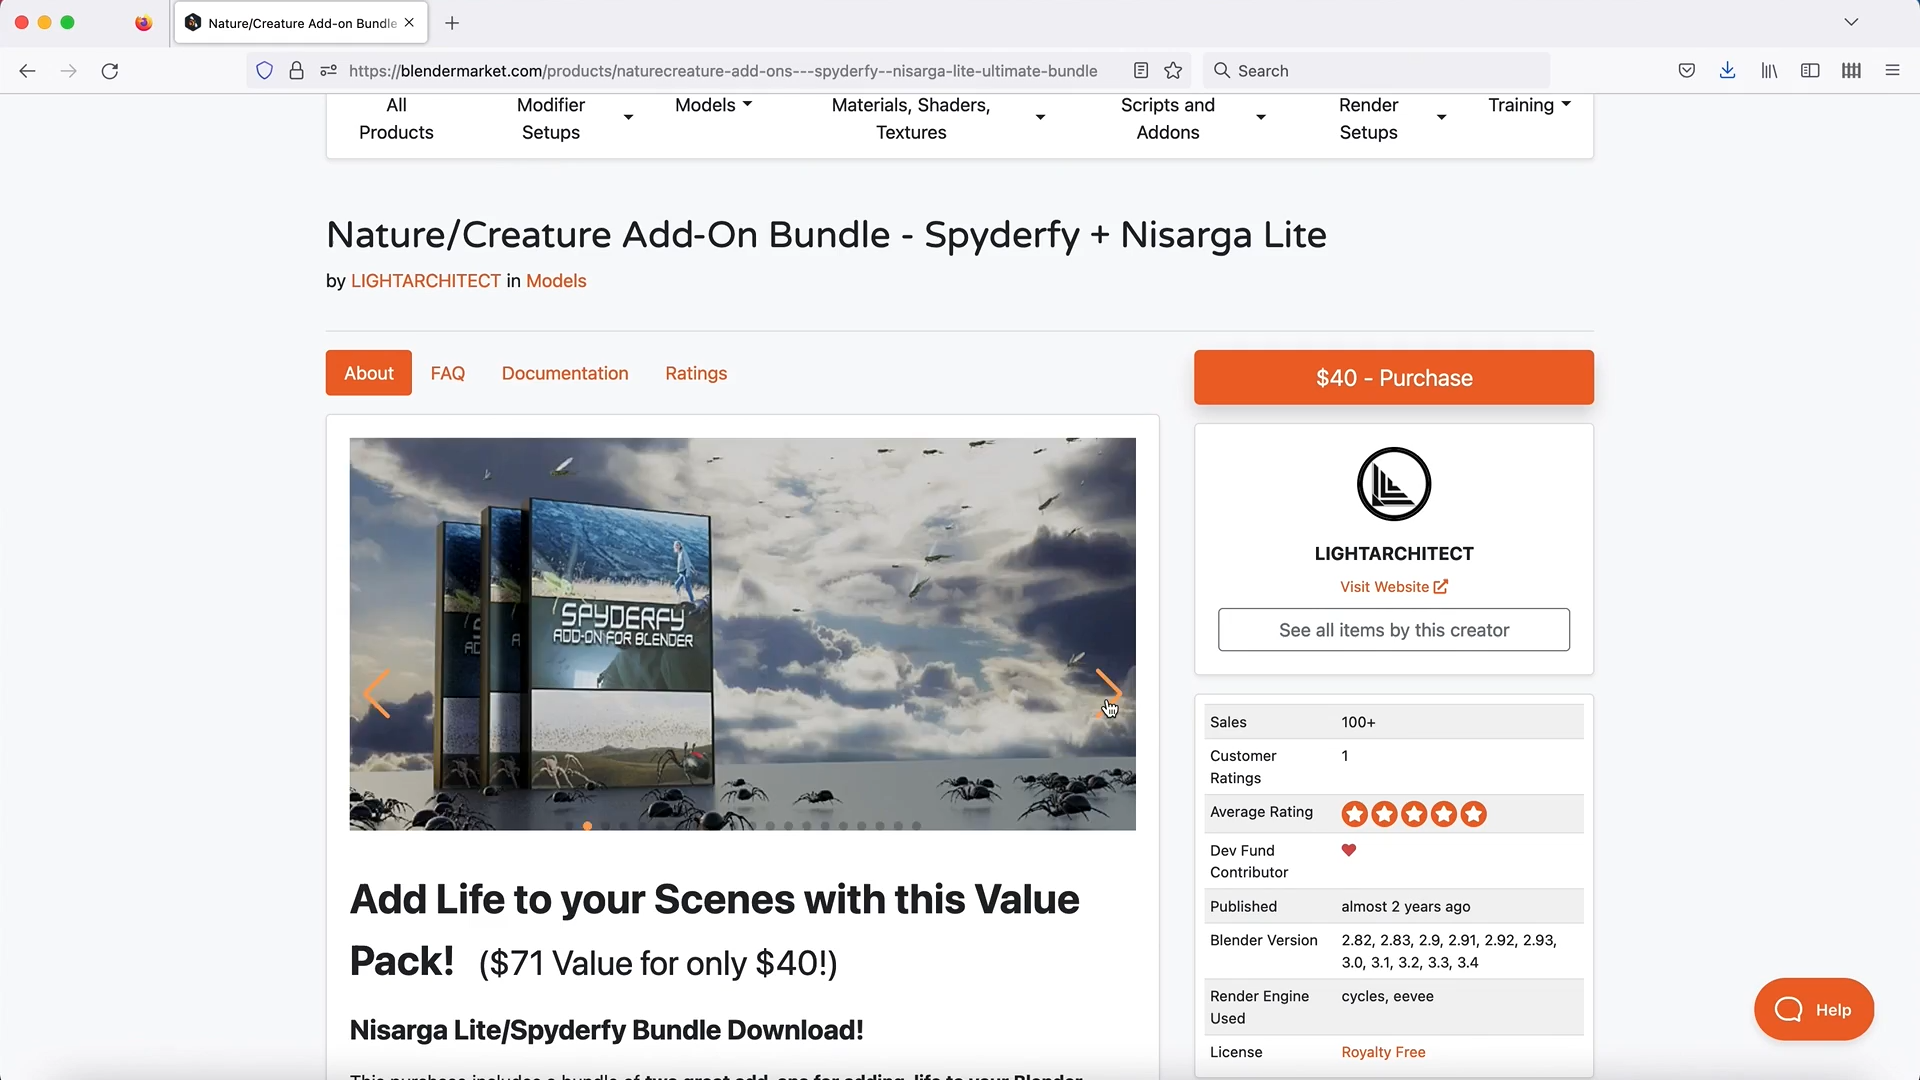 Nature/Creature Add-on Bundle
https://blendermarket.com/products/naturecreature-add-ons---spyderfy--nisarga-lite-ultimate-bundle
Search
All Products
Modifier Setups
Models
Materials, Shaders, Textures
Scripts and Addons
Render Setups
Training
Nature/Creature Add-On Bundle - Spyderfy + Nisarga Lite
by LIGHTARCHITECT in Models
About
FAQ
Documentation
Ratings
$40 - Purchase
SPYDERFY
ADD-ON FOR BLENDER
LIGHTARCHITECT
Visit Website
See all items by this creator
Sales 100+
Customer Ratings 1
Average Rating
Dev Fund Contributor
Published almost 2 years ago
Blender Version 2.82, 2.83, 2.9, 2.91, 2.92, 2.93,
3.0, 3.1, 3.2, 3.3, 3.4
Render Engine Used cycles, eevee
License Royalty Free
Add Life to your Scenes with this Value
Pack! ($71 Value for only $40!)
Nisarga Lite/Spyderfy Bundle Download!
This purchase includes a bundle of two great add-ons for adding life to your Blender
Help